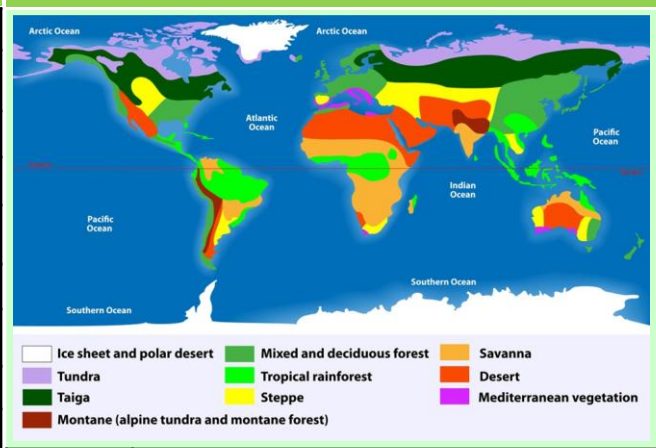 Arctic Ocean
Arctic Ocean
Atlantic
Ocean
Pacific
Ocean
Indian
Ocean
Pacific
Ocean
Southern Ocean
Southern Ocean
Ice sheet and polar desert
Mixed and deciduous forest
Savanna
Tundra
Tropical rainforest
Desert
Taiga
Steppe
Mediterranean vegetation
Montane (alpine tundra and montane forest)